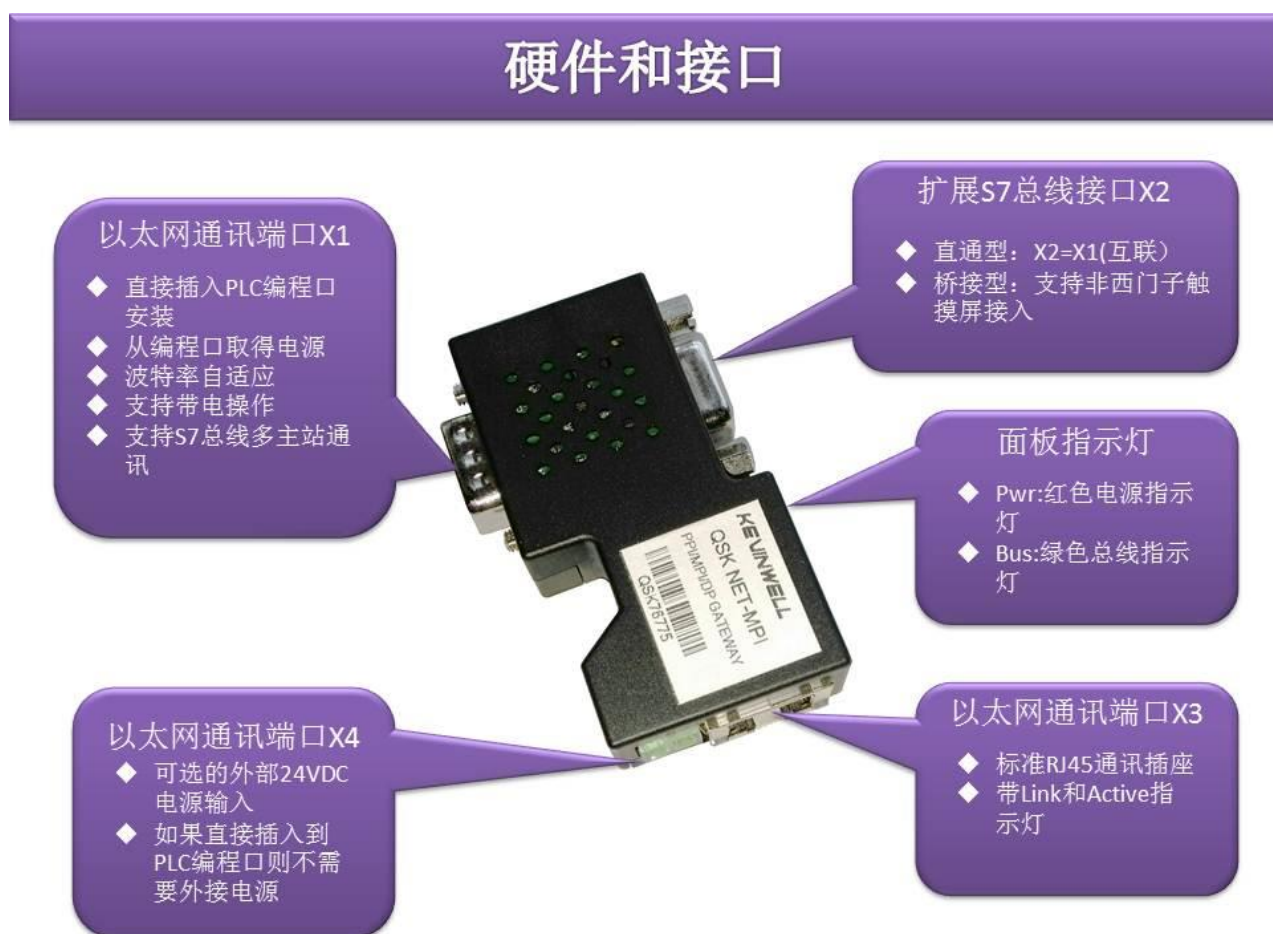 硬件和接口
以太网通讯端口X1
◆ 直接插入PLC编程口
安装
◆ 从编程口取得电源
◆ 波特率自适应
◆ 支持带电操作
◆ 支持S7总线多主站通
讯
扩展S7总线接口X2
◆ 直通型：X2=X1(互联）
◆ 桥接型：支持非西门子触
摸屏接入
面板指示灯
◆ Pwr:红色电源指示
灯
◆ Bus:绿色总线指示
灯
KEVINWELL
QSK NET-MPI
PPI/MPI/DP GATEWAY
QSK76775
以太网通讯端口X4
◆ 可选的外部24VDC
电源输入
◆ 如果直接插入到
PLC编程口则不需
要外接电源
以太网通讯端口X3
◆ 标准RJ45通讯插座
◆ 带Link和Active指
示灯